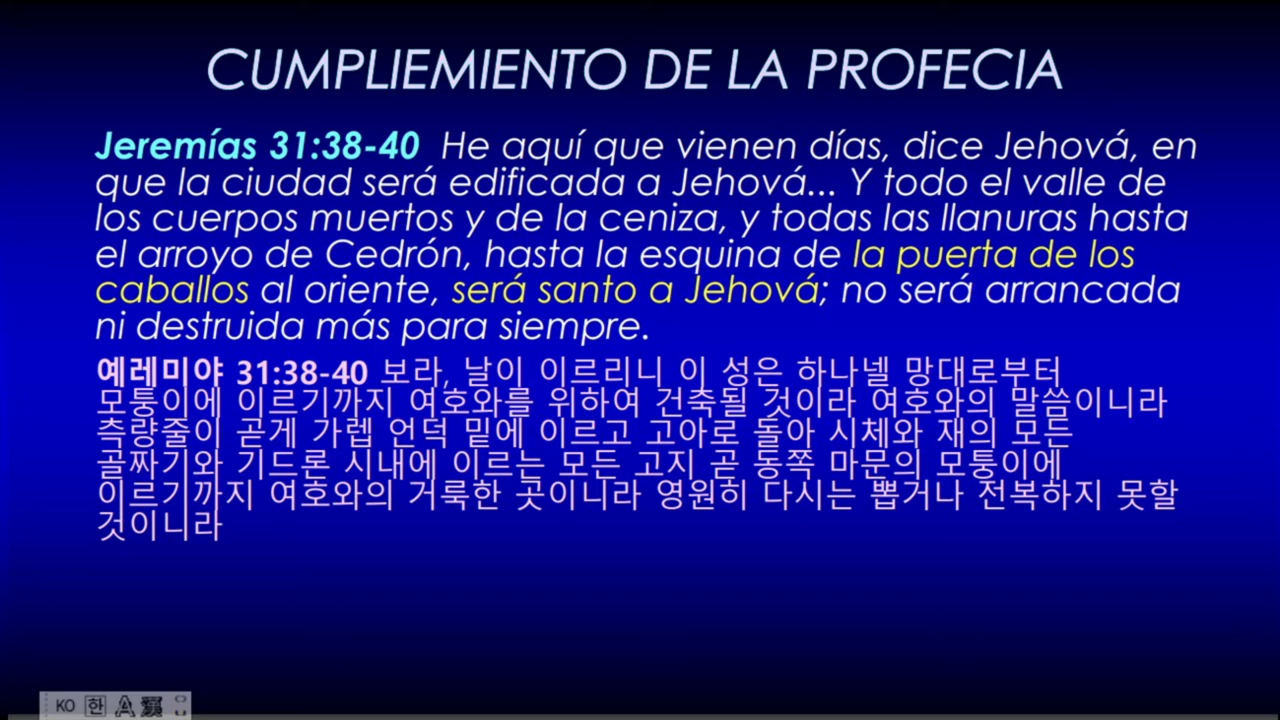 CUMPLIEMIENTO DE LA PROFECIA
Jeremías 31:38-40 He aquí que vienen días, dice Jehová, en
que la ciudad será edificada a Jehová... Y todo el valle de
los cuerpos muertos y de la ceniza, y todas las llanuras hasta
el arroyo de Cedrón, hasta la esquina de la puerta de los
caballos al oriente, será santo a Jehová; no será arrancada
ni destruida más para siempre.
예레미야 31:38-40 보라, 날이 이르리니 이 성은 하나넬 망대로부터
모퉁이에 이르기까지 여호와를 위하여 건축될 것이라 여호와의 말씀이니라
측량줄이 곧게 가렙 언덕 밑에 이르고 고아로 돌아 시체와 재의 모든
골짜기와 기드론 시내에 이르는 모든 고지 곧 동쪽 마문의 모퉁이에
이르기까지 여호와의 거룩한 곳이니라 영원히 다시는 뽑거나 전복하지 못할
것이니라
KO 한 A 漢